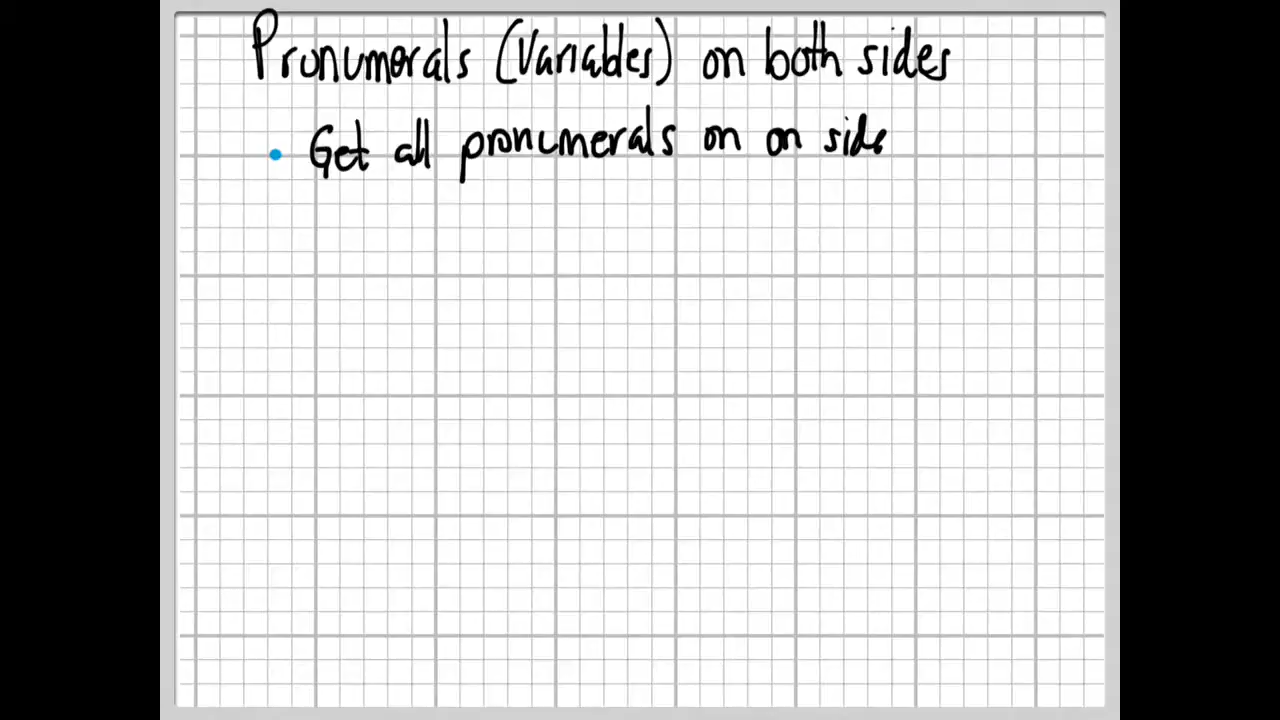 Pronumerals (Variables) on both sides
• Get all pronumerals on on side